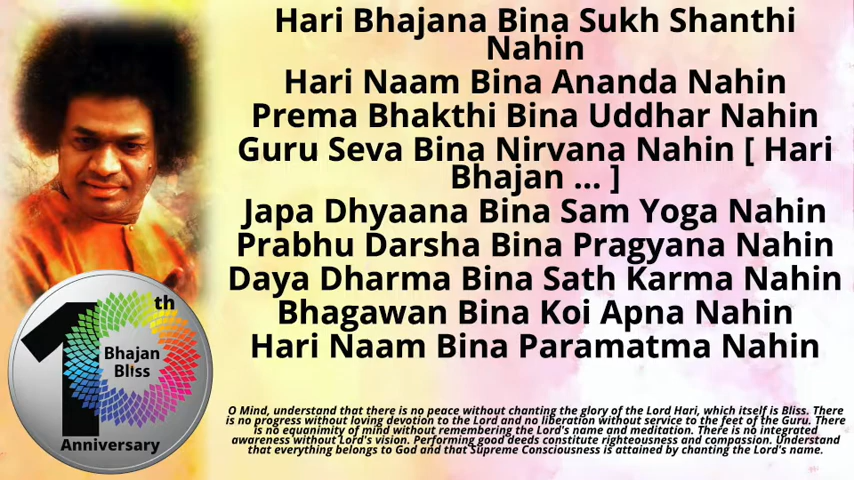 Hari Bhajana Bina Sukh Shanthi
Nahin
Hari Naam Bina Ananda Nahin
Prema Bhakthi Bina Uddhar Nahin
Guru Seva Bina Nirvana Nahin [ Hari
Bhajan ... ]
Japa Dhyaana Bina Sam Yoga Nahin
Prabhu Darsha Bina Pragyana Nahin
Daya Dharma Bina Sath Karma Nahin
Bhagawan Bina Koi Apna Nahin
Hari Naam Bina Paramatma Nahin
O Mind, understand that there is no peace without chanting the glory of the Lord Hari, which itself is Bliss. There
is no progress without loving devotion to the Lord and no liberation without service to the feet of the Guru. There
is no equanimity of mind without remembering the Lord's name and meditation. There is no integrated
awareness without Lord's vision. Performing good deeds constitute righteousness and compassion. Understand
that everything belongs to God and that Supreme Consciousness is attained by chanting the Lord's name.
10th
Bhajan
Bliss
Anniversary